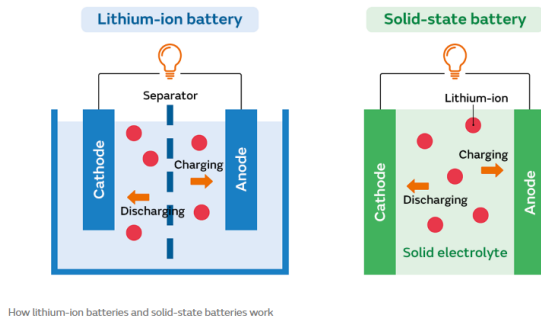 Lithium-ion battery
Separator
Cathode
Charging
Discharging
Anode
Solid-state battery
Lithium-ion
Cathode
Charging
Discharging
Anode
Solid electrolyte
How lithium-ion batteries and solid-state batteries work